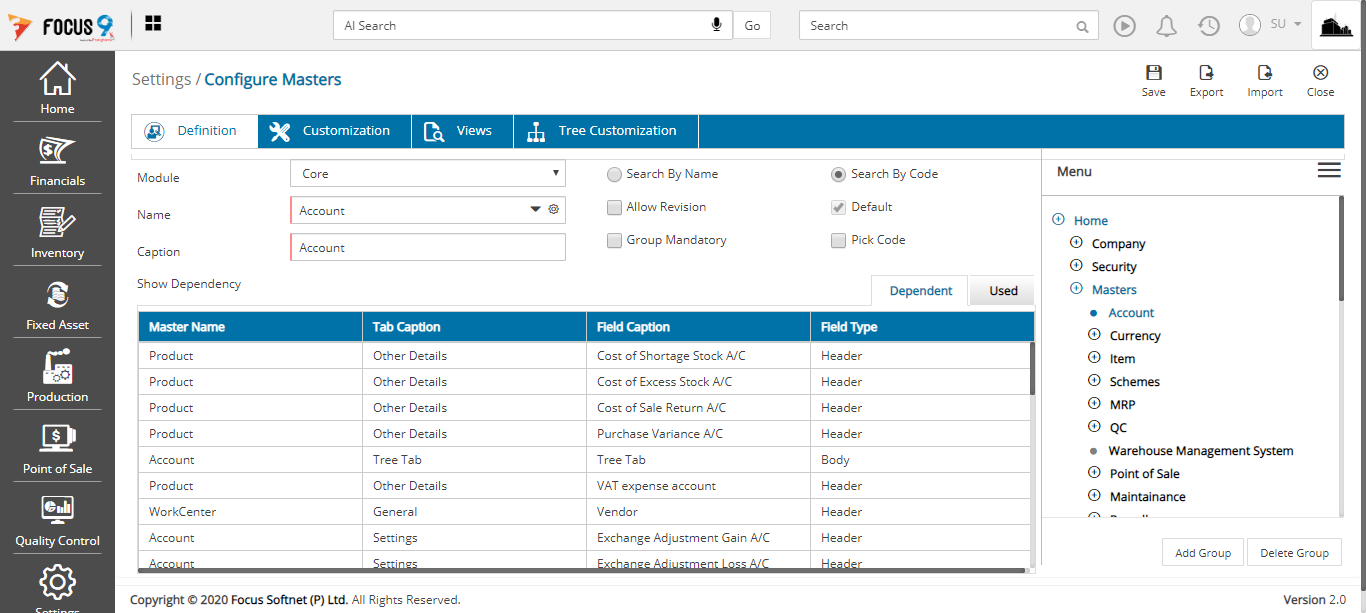 FOCUS 9
AI Search
Go
Search
SU
Home
Financials
Inventory
Fixed Asset
Production
Point of Sale
Quality Control
Settings
Settings / Configure Masters
Save
Export
Import
Close
Definition
Customization
Views
Tree Customization
Module
Core
Search By Name
Search By Code
Name
Account
Allow Revision
Default
Caption
Account
Group Mandatory
Pick Code
Show Dependency
Dependent
Used
Master Name Tab Caption Field Caption Field Type
Product Other Details Cost of Shortage Stock A/C Header
Product Other Details Cost of Excess Stock A/C Header
Product Other Details Cost of Sale Return A/C Header
Product Other Details Purchase Variance A/C Header
Account Tree Tab Tree Tab Body
Product Other Details VAT expense account Header
WorkCenter General Vendor Header
Account Settings Exchange Adjustment Gain A/C Header
Account Settings Exchange Adjustment Loss A/C Header
Menu
Home
Company
Security
Masters
Account
Currency
Item
Schemes
MRP
QC
Warehouse Management System
Point of Sale
Maintainance
Add Group
Delete Group
Copyright © 2020 Focus Softnet (P) Ltd. All Rights Reserved.
Version 2.0